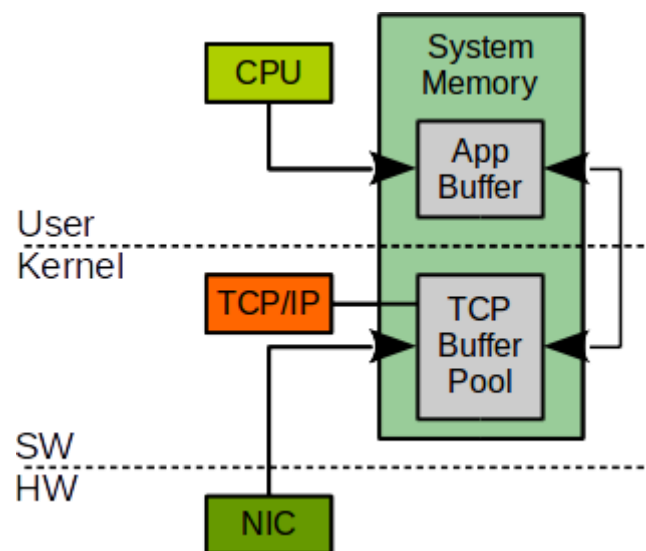 System
Memory
CPU
App
Buffer
User
Kernel
TCP/IP
TCP
Buffer
Pool
SW
HW
NIC